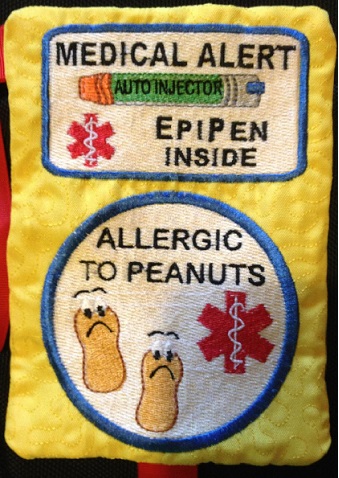 MEDICAL ALERT
AUTO INJECTOR
EPIPEN
INSIDE
ALLERGIC
TO PEANUTS